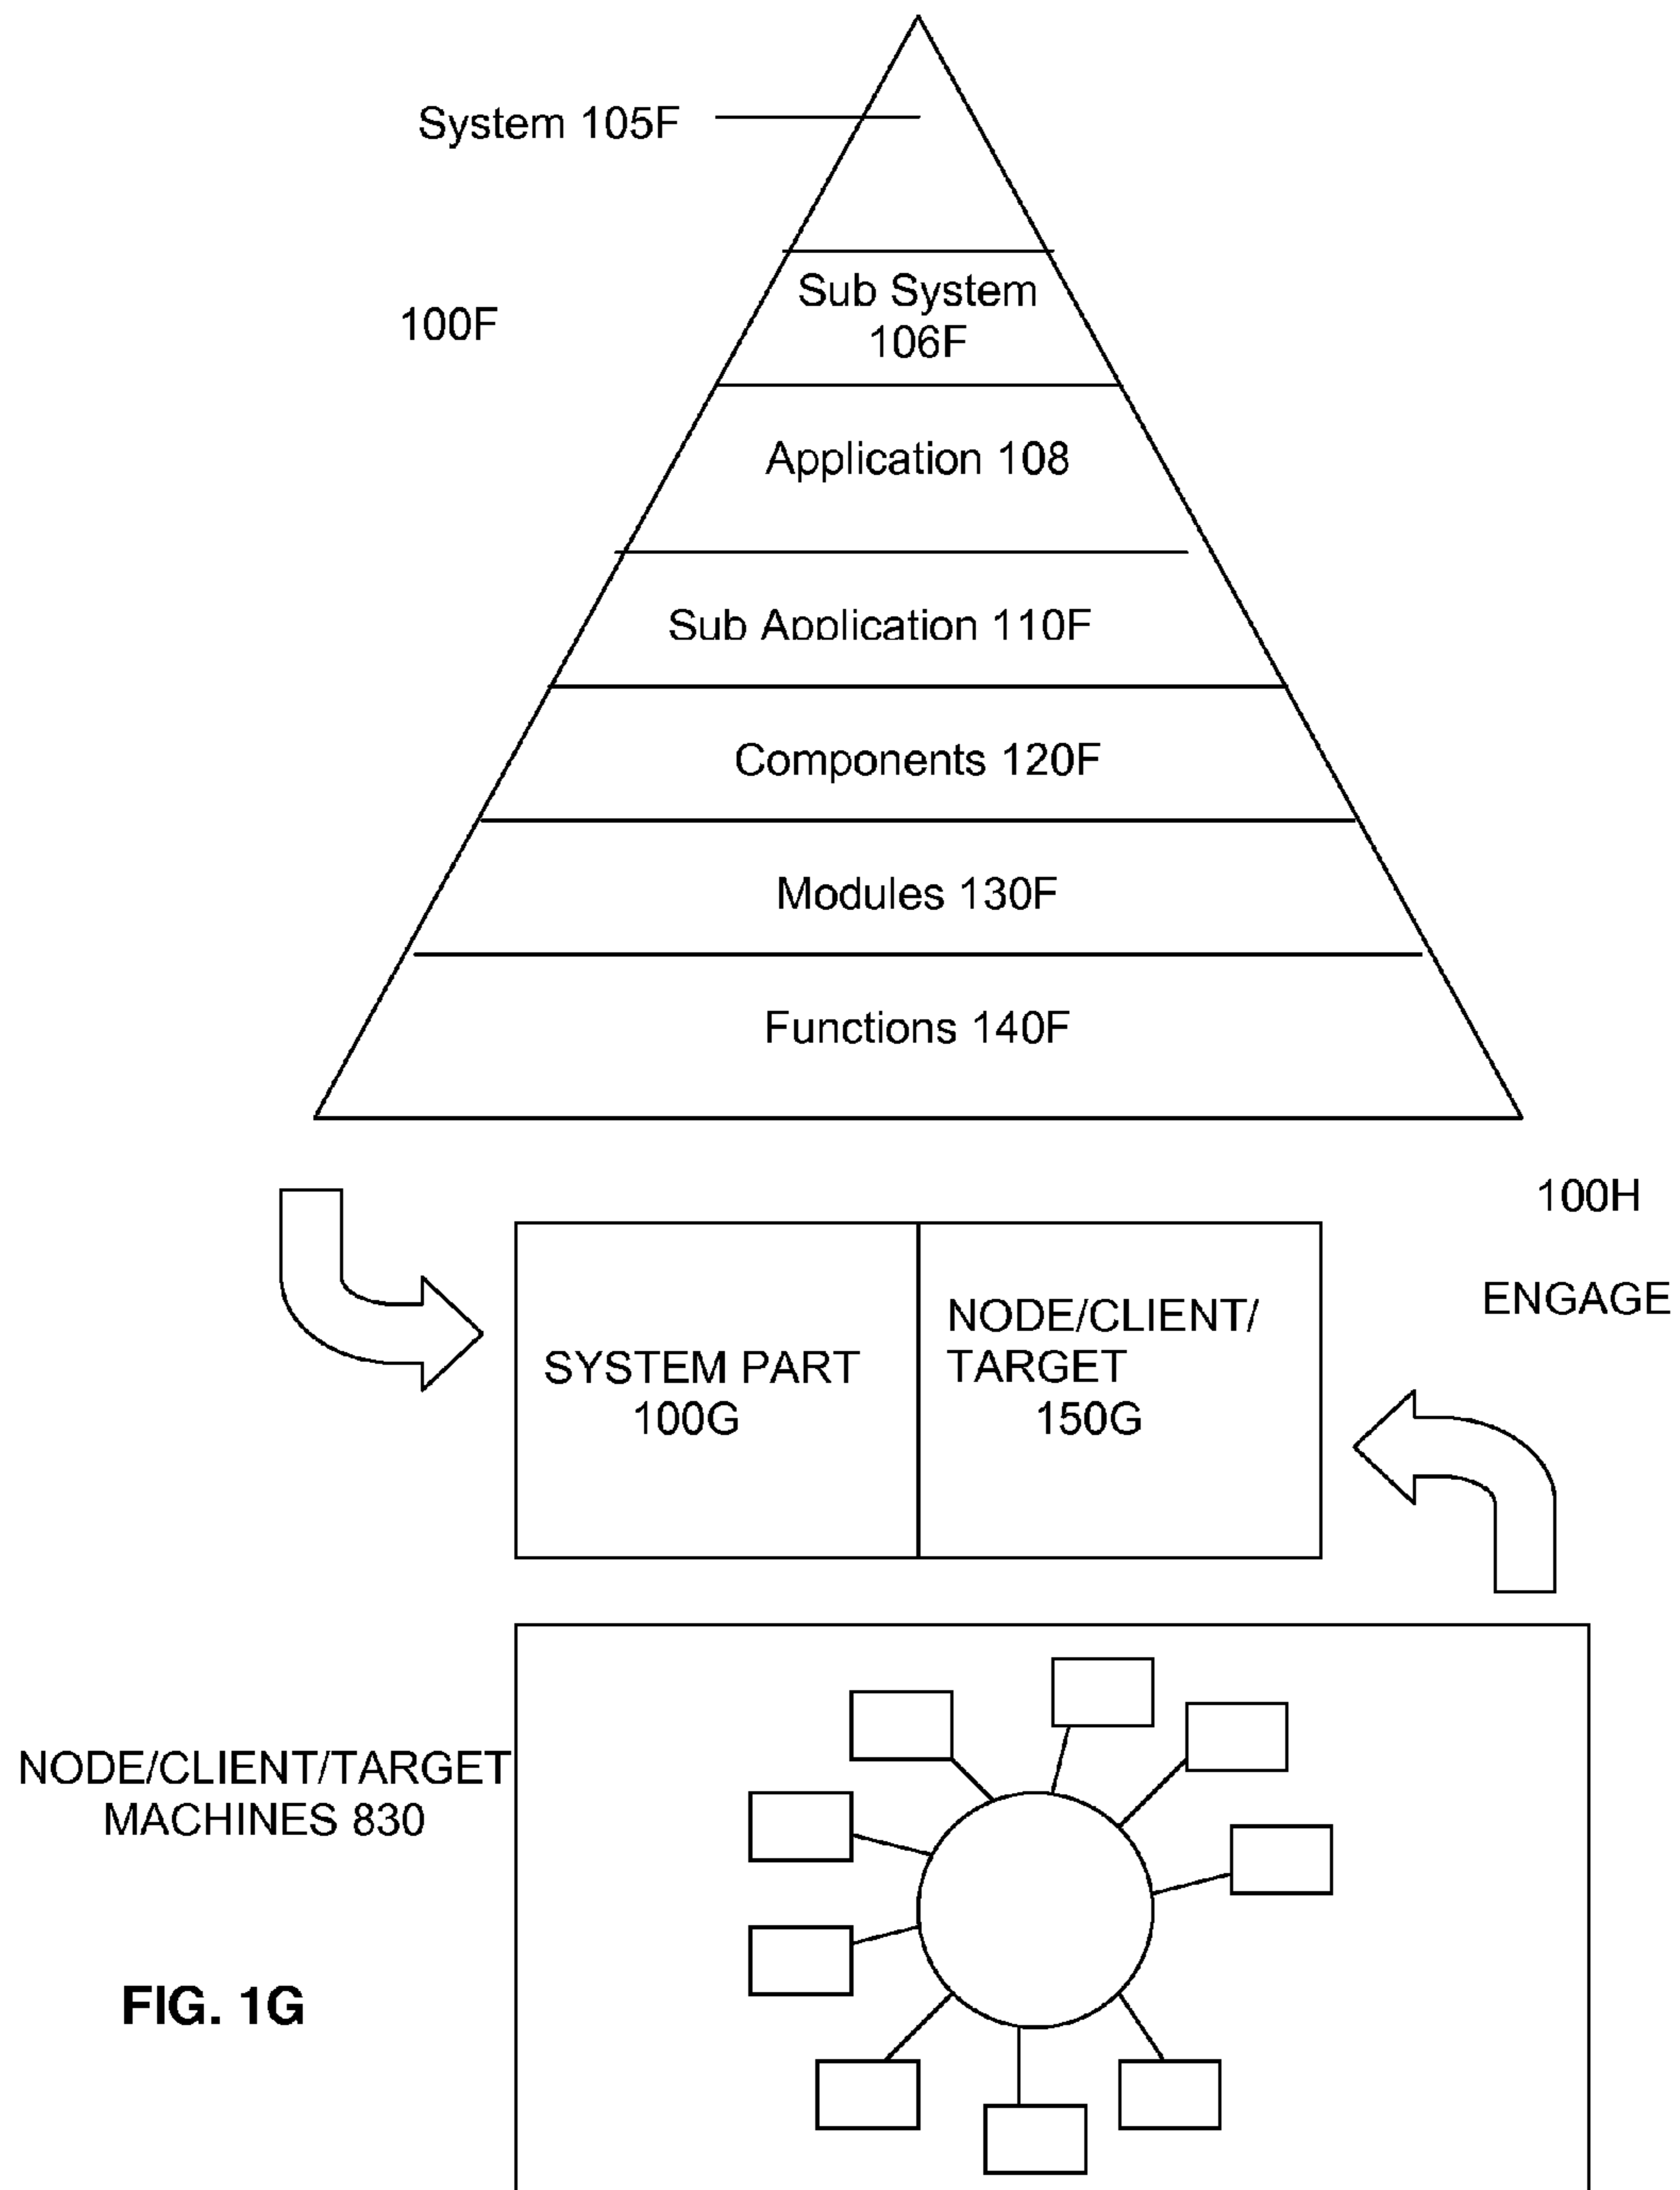 System 105F
Sub System
106F
100F
Application 108
Sub Application 110F
Components 120F
Modules 130F
Functions 140F
100H
ENGAGE
SYSTEM PART
100G
NODE/CLIENT/
TARGET
150G
NODE/CLIENT/TARGET
MACHINES 830
FIG. 1G